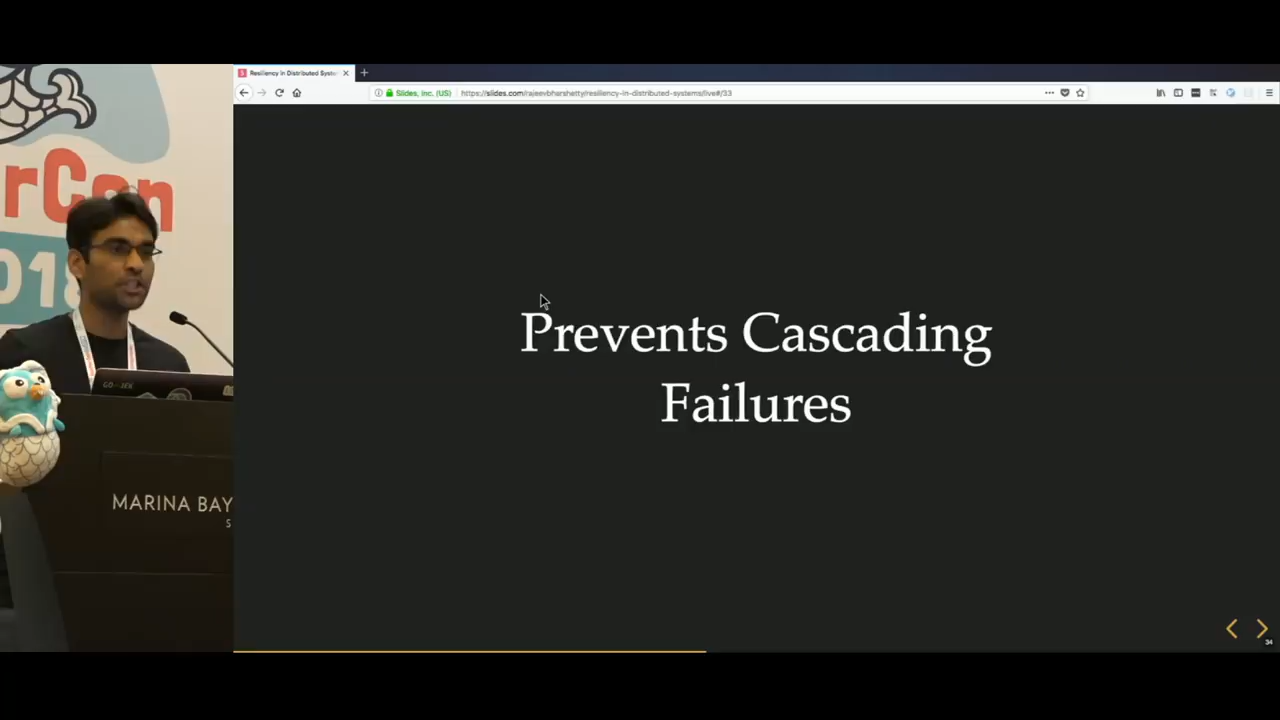 Resiliency in Distributed Syste
Slides, Inc. (US)
https://slides.com/rajeevbharshetty/resiliency-in-distributed-systems/live#/33
rCon
018
GO-JEK
MARINA BAY
S
Prevents Cascading
Failures
34